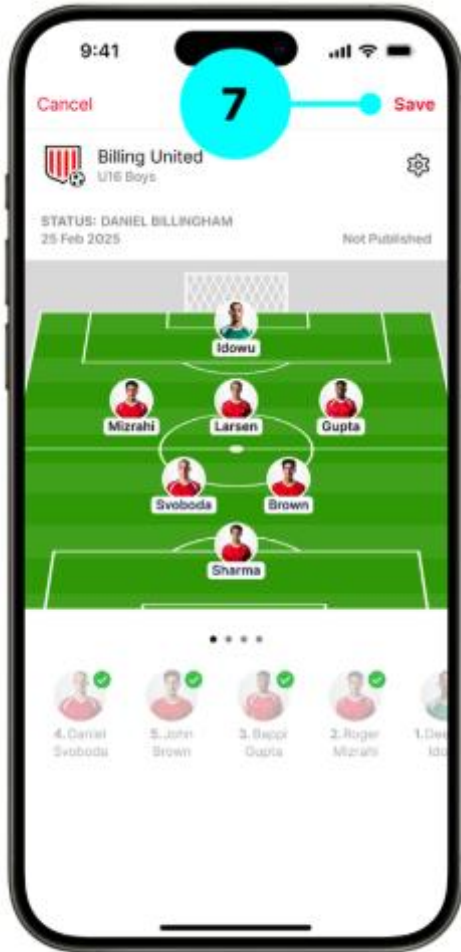 9:41
Cancel
7
Save
Billing United
U16 Boys
STATUS: DANIEL BILLINGHAM
25 Feb 2025
Not Published
Idowu
Mizrahi
Larsen
Gupta
Svoboda
Brown
Sharma
4. Daniel
Svoboda
5. John
Brown
3. Bappi
Gupta
2. Roger
Mizrahi
1.